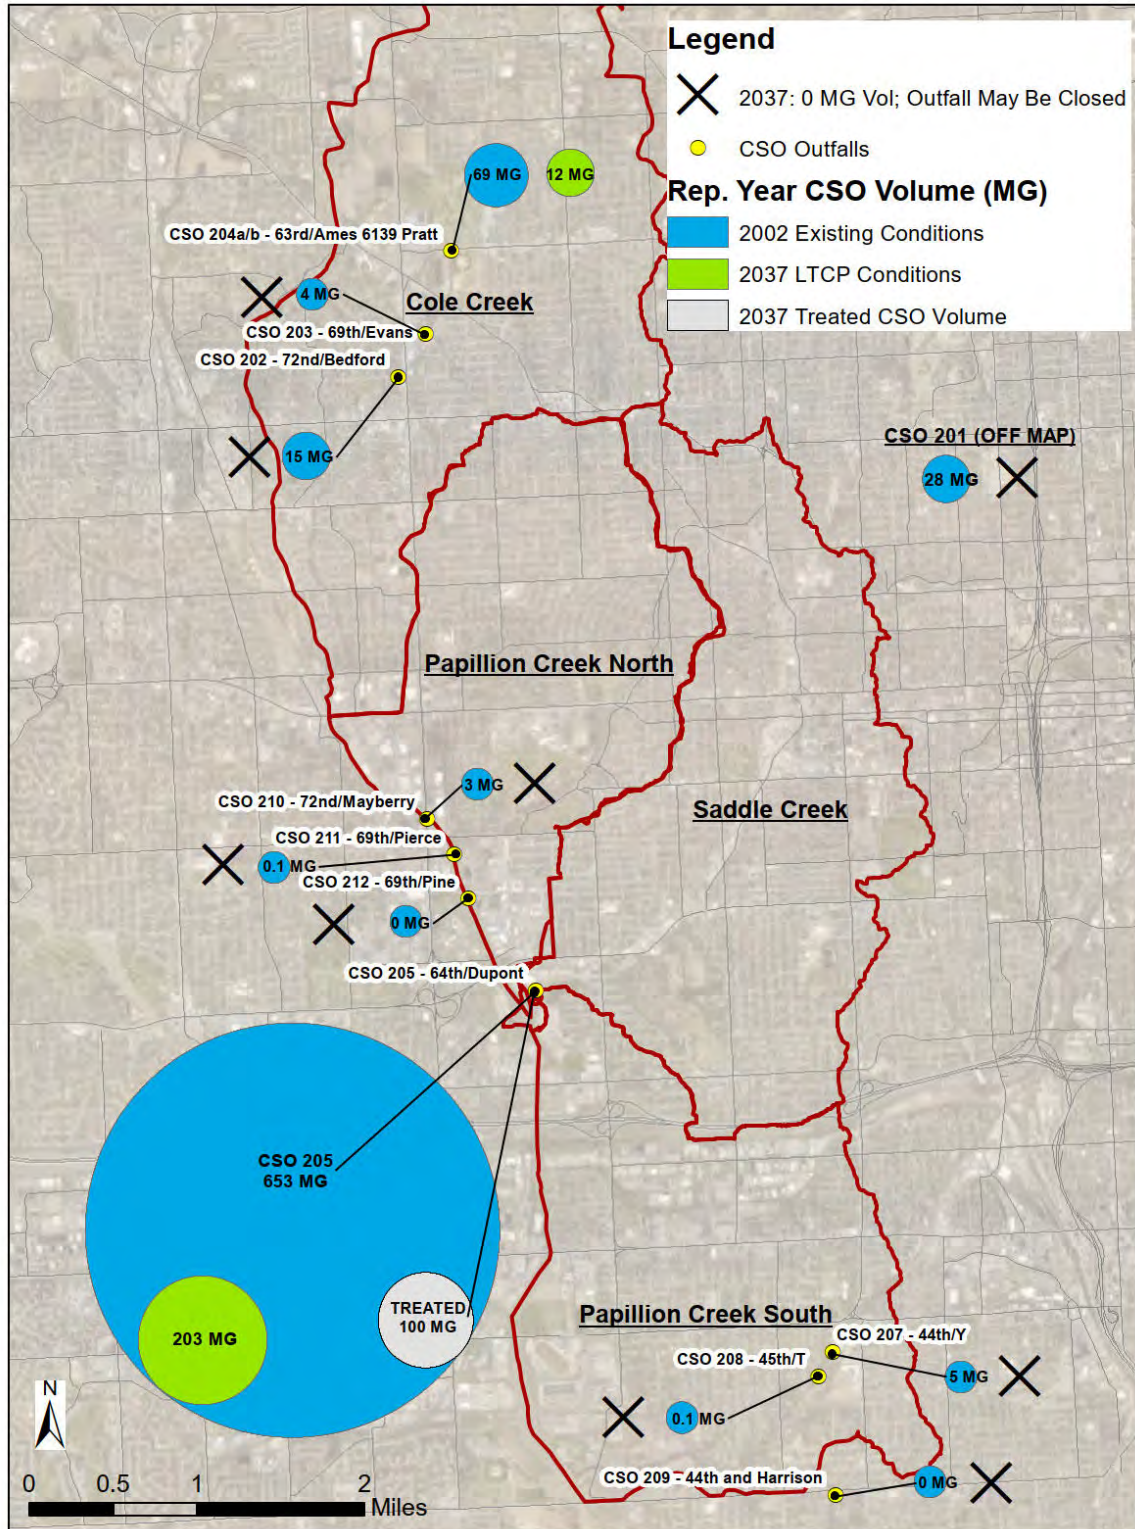 Legend
2037: 0 MG Vol; Outfall May Be Closed
CSO Outfalls
Rep. Year CSO Volume (MG)
2002 Existing Conditions
2037 LTCP Conditions
2037 Treated CSO Volume
69 MG
12 MG
CSO 204a/b - 63rd/Ames 6139 Pratt
4 MG
Cole Creek
CSO 203 - 69th/Evans
CSO 202 - 72nd/Bedford
15 MG
CSO 201 (OFF MAP)
28 MG
Papillion Creek North
3 MG
CSO 210 - 72nd/Mayberry
Saddle Creek
CSO 211 - 69th/Pierce
0.1 MG
CSO 212 - 69th/Pine
0 MG
CSO 205 - 64th/Dupont
CSO 205
653 MG
TREATED
100 MG
203 MG
Papillion Creek South
CSO 207 - 44th/Y
CSO 208 - 45th/T
5 MG
0.1 MG
CSO 209 - 44th and Harrison
0 MG
N
0 0.5 1 2
Miles